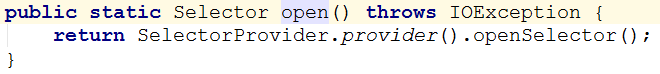 public static Selector open() throws IOException {
    return SelectorProvider.provider().openSelector();
}